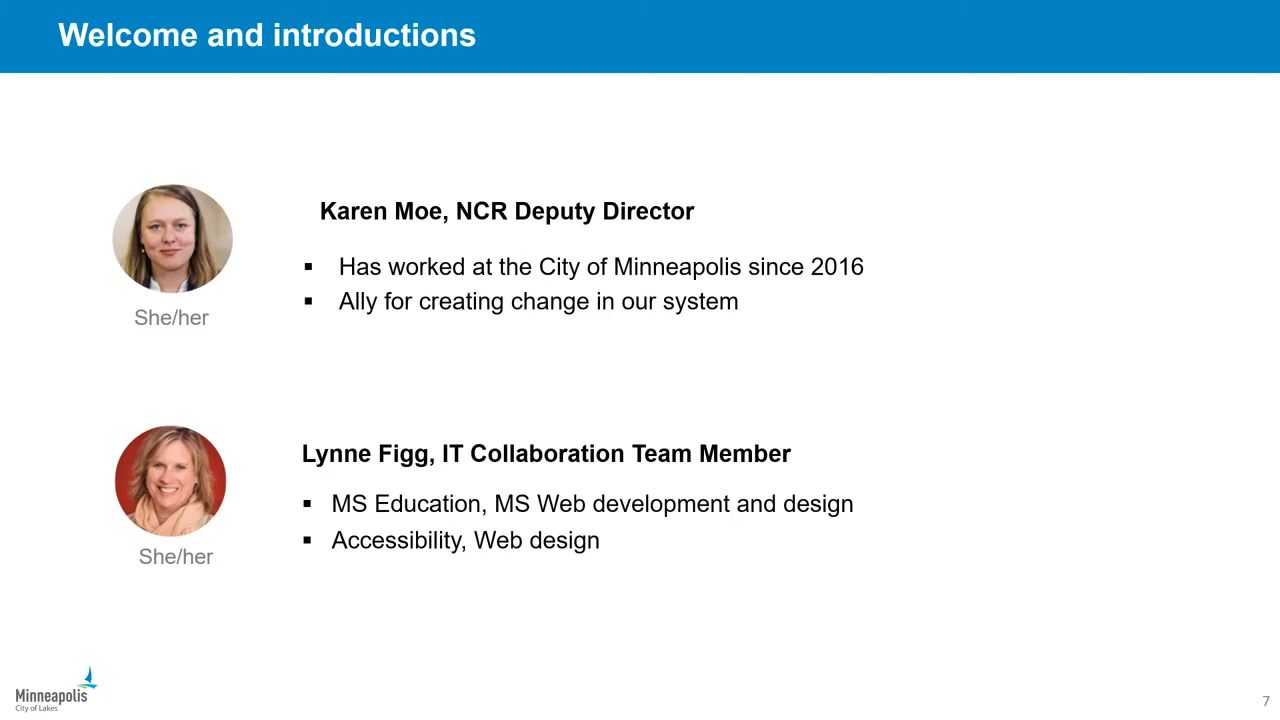 Welcome and introductions
Karen Moe, NCR Deputy Director
▪ Has worked at the City of Minneapolis since 2016
▪ Ally for creating change in our system
She/her
Lynne Figg, IT Collaboration Team Member
▪ MS Education, MS Web development and design
▪ Accessibility, Web design
She/her
Minneapolis
City of Lakes
7